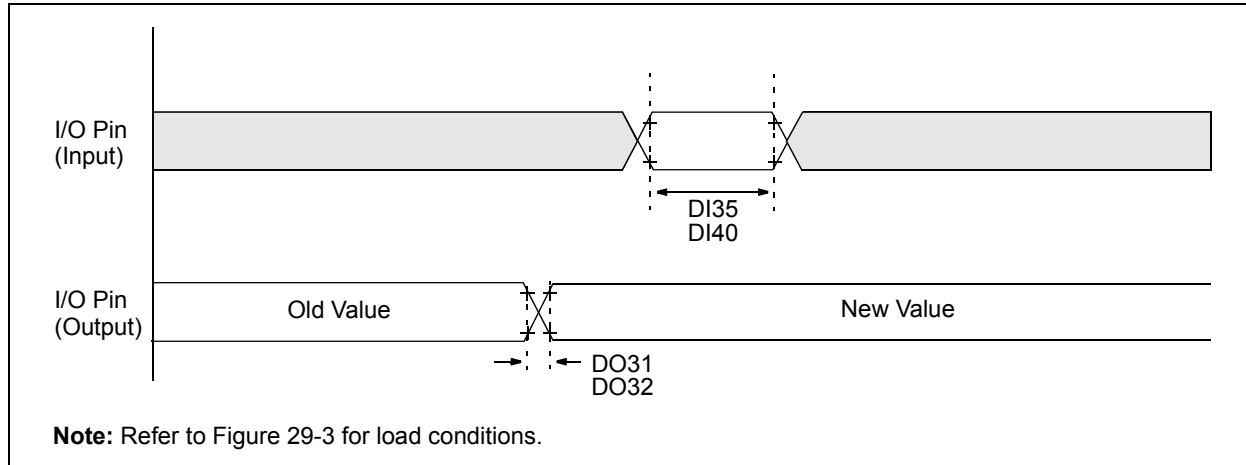 I/O Pin
(Input)
DI35
DI40
I/O Pin
(Output)
Old Value
New Value
DO31
DO32
Note: Refer to Figure 29-3 for load conditions.